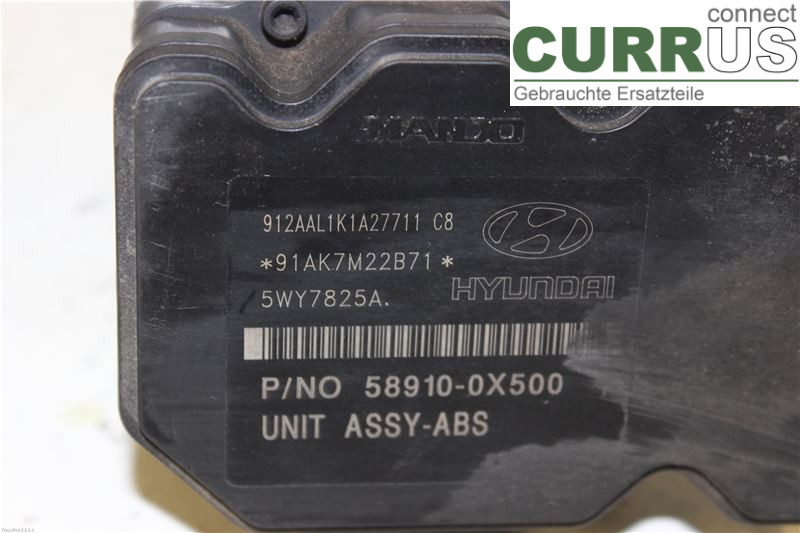 connect
CURRUS
Gebrauchte Ersatzteile
MANDO
912AAL1K1A27711 C8
*91AK7M22B71*
5WY7825A.
HYUNDAI
P/NO 58910-0X500
UNIT ASSY-ABS